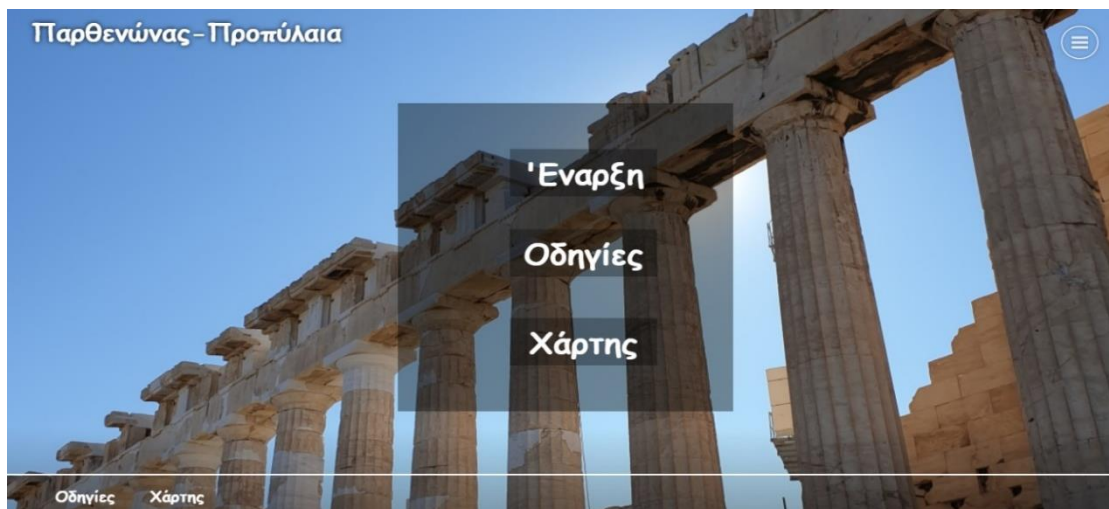 Παρθενώνας-Προπύλαια
'Εναρξη
Οδηγίες
Χάρτης
Οδηγίες Χάρτης